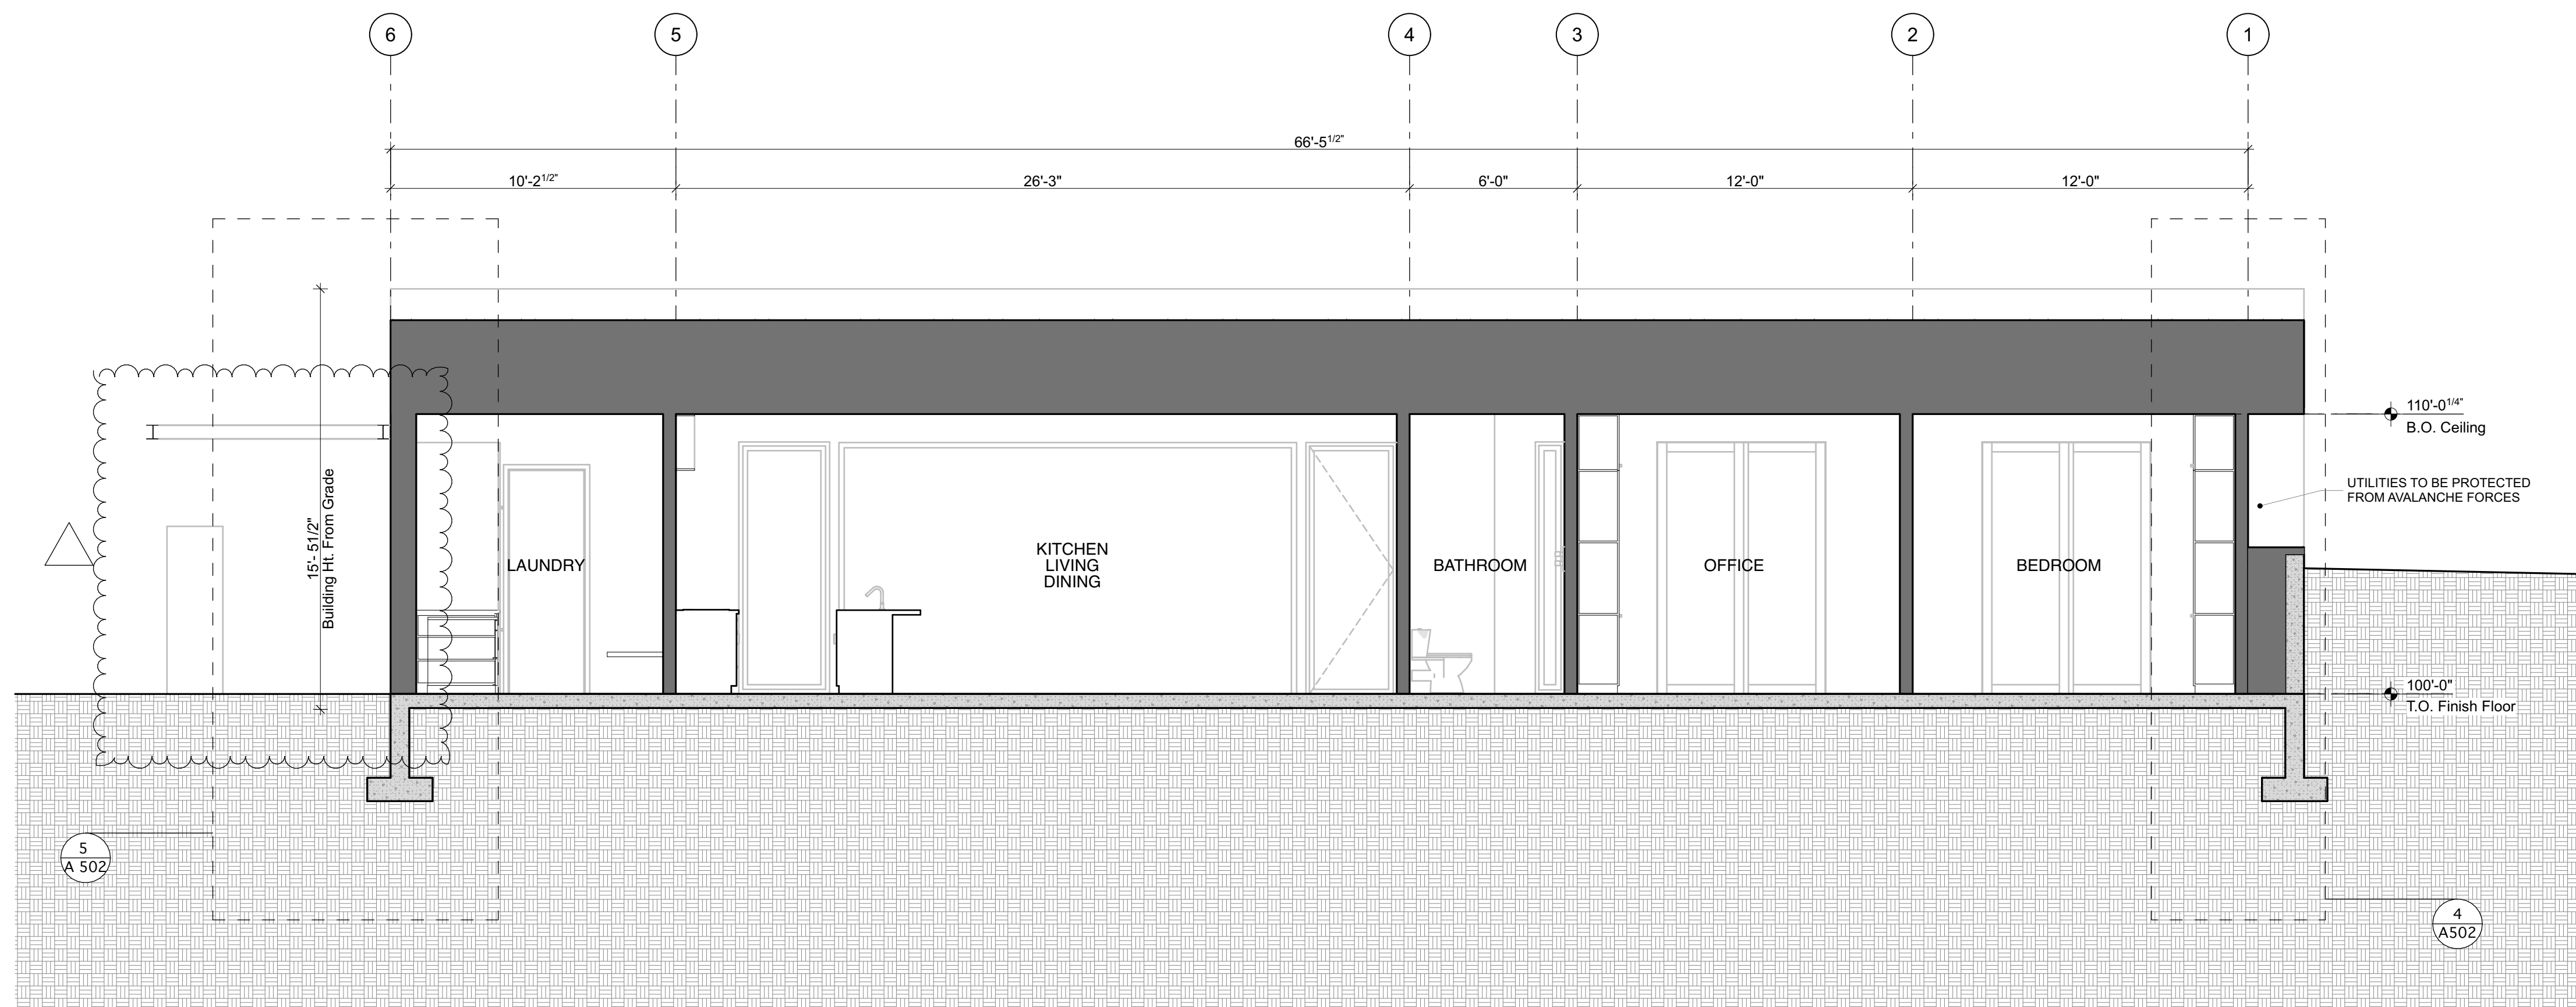 6
5
4
3
2
1
66'-5 1/2"
10'-2 1/2"
26'-3"
6'-0"
12'-0"
12'-0"
110'-0 1/4"
B.O. Ceiling
UTILITIES TO BE PROTECTED
FROM AVALANCHE FORCES
15'- 51/2"
Building Ht. From Grade
LAUNDRY
KITCHEN
LIVING
DINING
BATHROOM
OFFICE
BEDROOM
100'-0"
T.O. Finish Floor
5
A 502
4
A502